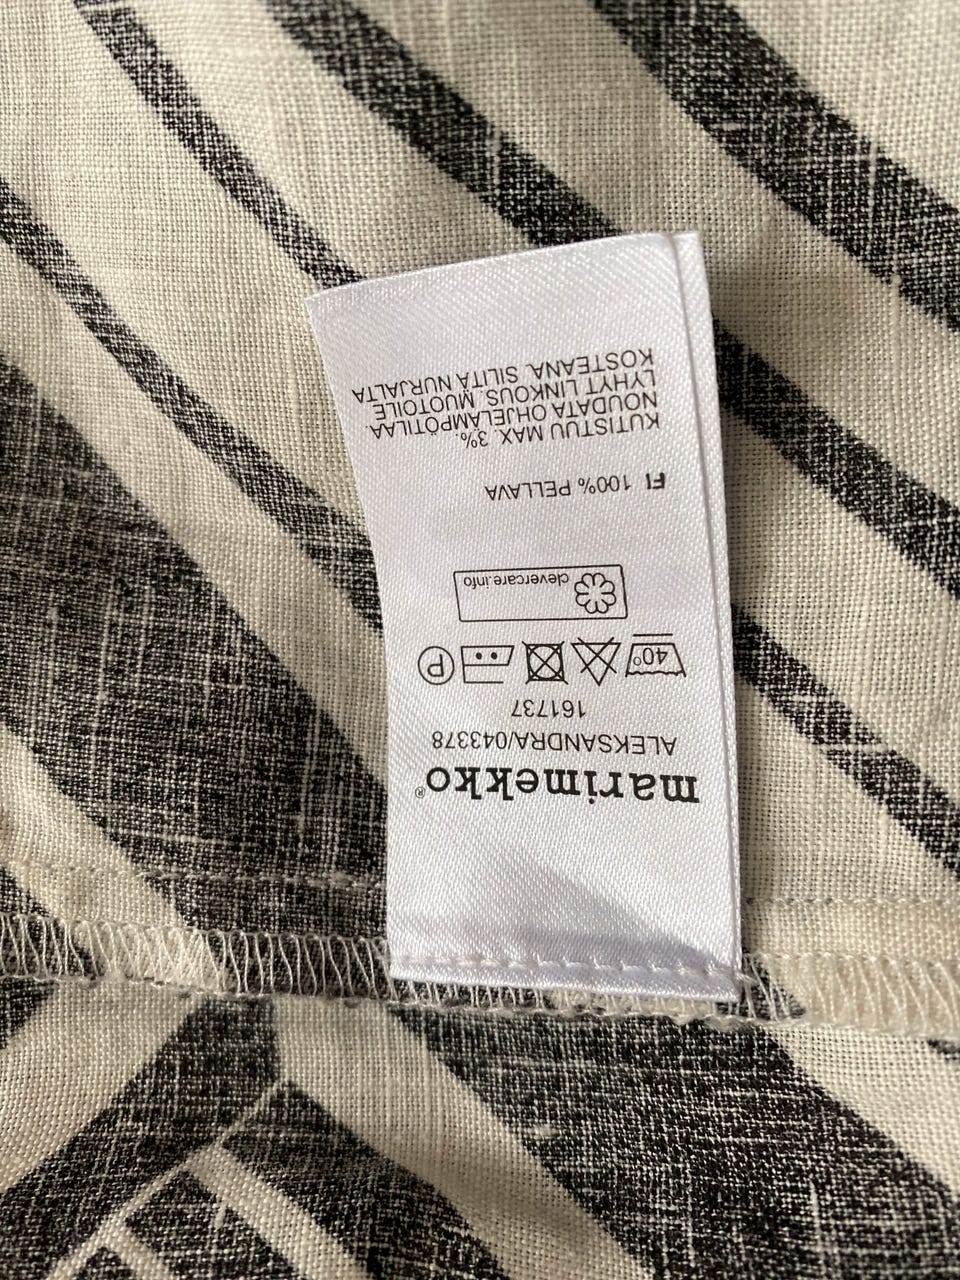 marimekko®
ALEKSANDRA/043378
161737
40°
P
clevercare.info
FI 100% PELLAVA
KUTISTUU MAX. 3%.
NOUDATA OHJELÄMPÖTILAA
LYHYT LINKOUS. MUOTOILE
KOSTEANA. SILITÄ NURJALTA